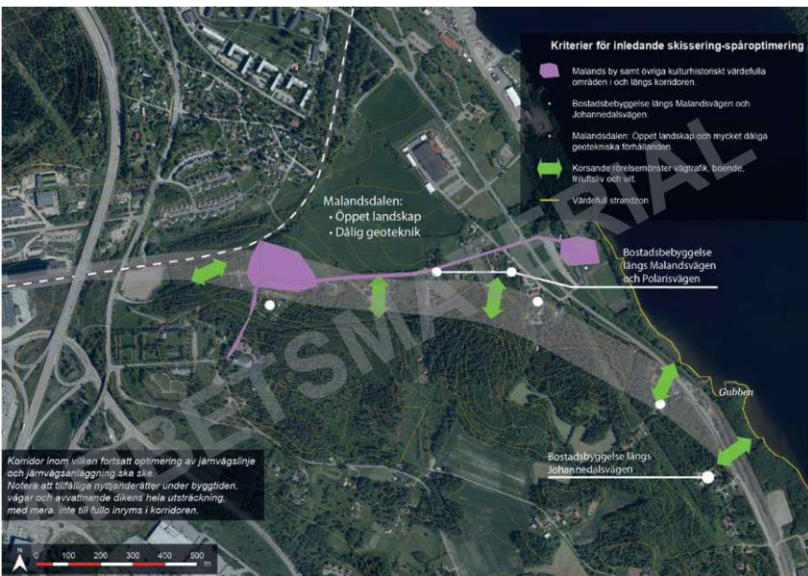 Kriterier för inledande skissering-spåroptimering
Malands by samt övriga kulturhistoriskt värdefulla
områden i och längs korridoren.
Bostadsbebyggelse längs Malandsvägen och
Johannedalsvägen.
Malandsdalen: Öppet landskap och mycket dåliga
geotekniska förhållanden.
Korsande rörelsemönster vägtrafik, boende,
friluftsliv och vilt.
Värdefull strandzon
Malandsdalen:
• Öppet landskap
• Dålig geoteknik
Bostadsbebyggelse
längs Malandsvägen
och Polarisvägen
Gubben
Bostadsbyggelse längs
Johannedalsvägen
Korridor inom vilken fortsatt optimering av järnvägslinje
och järnvägsanläggning ska ske.
Notera att tillfälliga nyttjanderätter under byggtiden,
vägar och avvattnande dikens hela utsträckning,
med mera, inte till fullo inryms i korridoren.
N
0 100 200 300 400 500
m
ARBETSMATERIAL